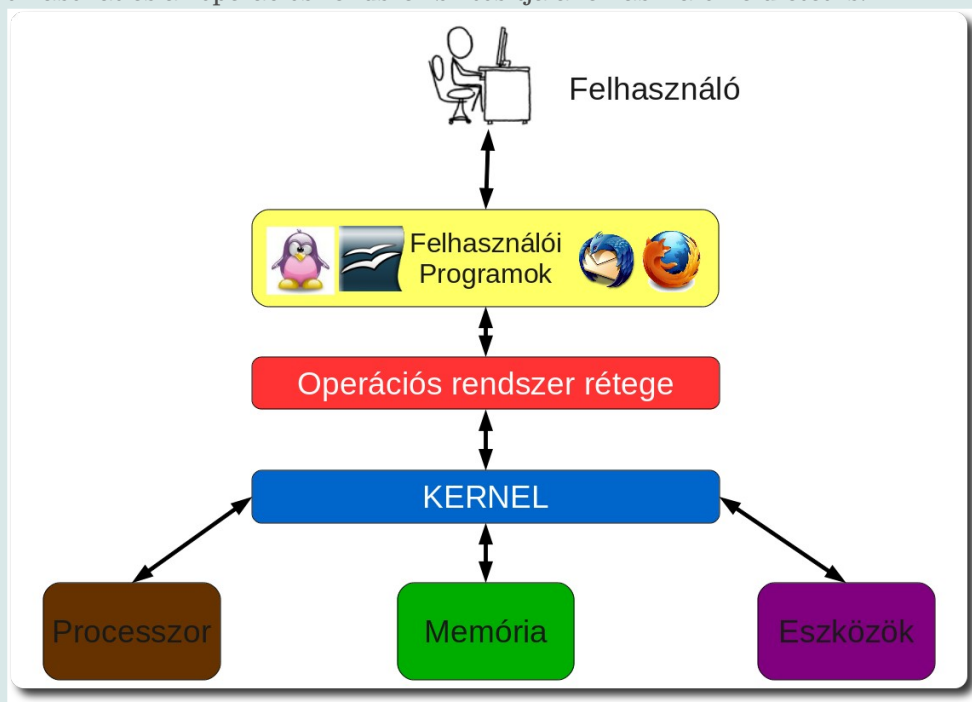 Felhasználó
Felhasználói
Programok
Operációs rendszer rétege
KERNEL
Processzor
Memória
Eszközök